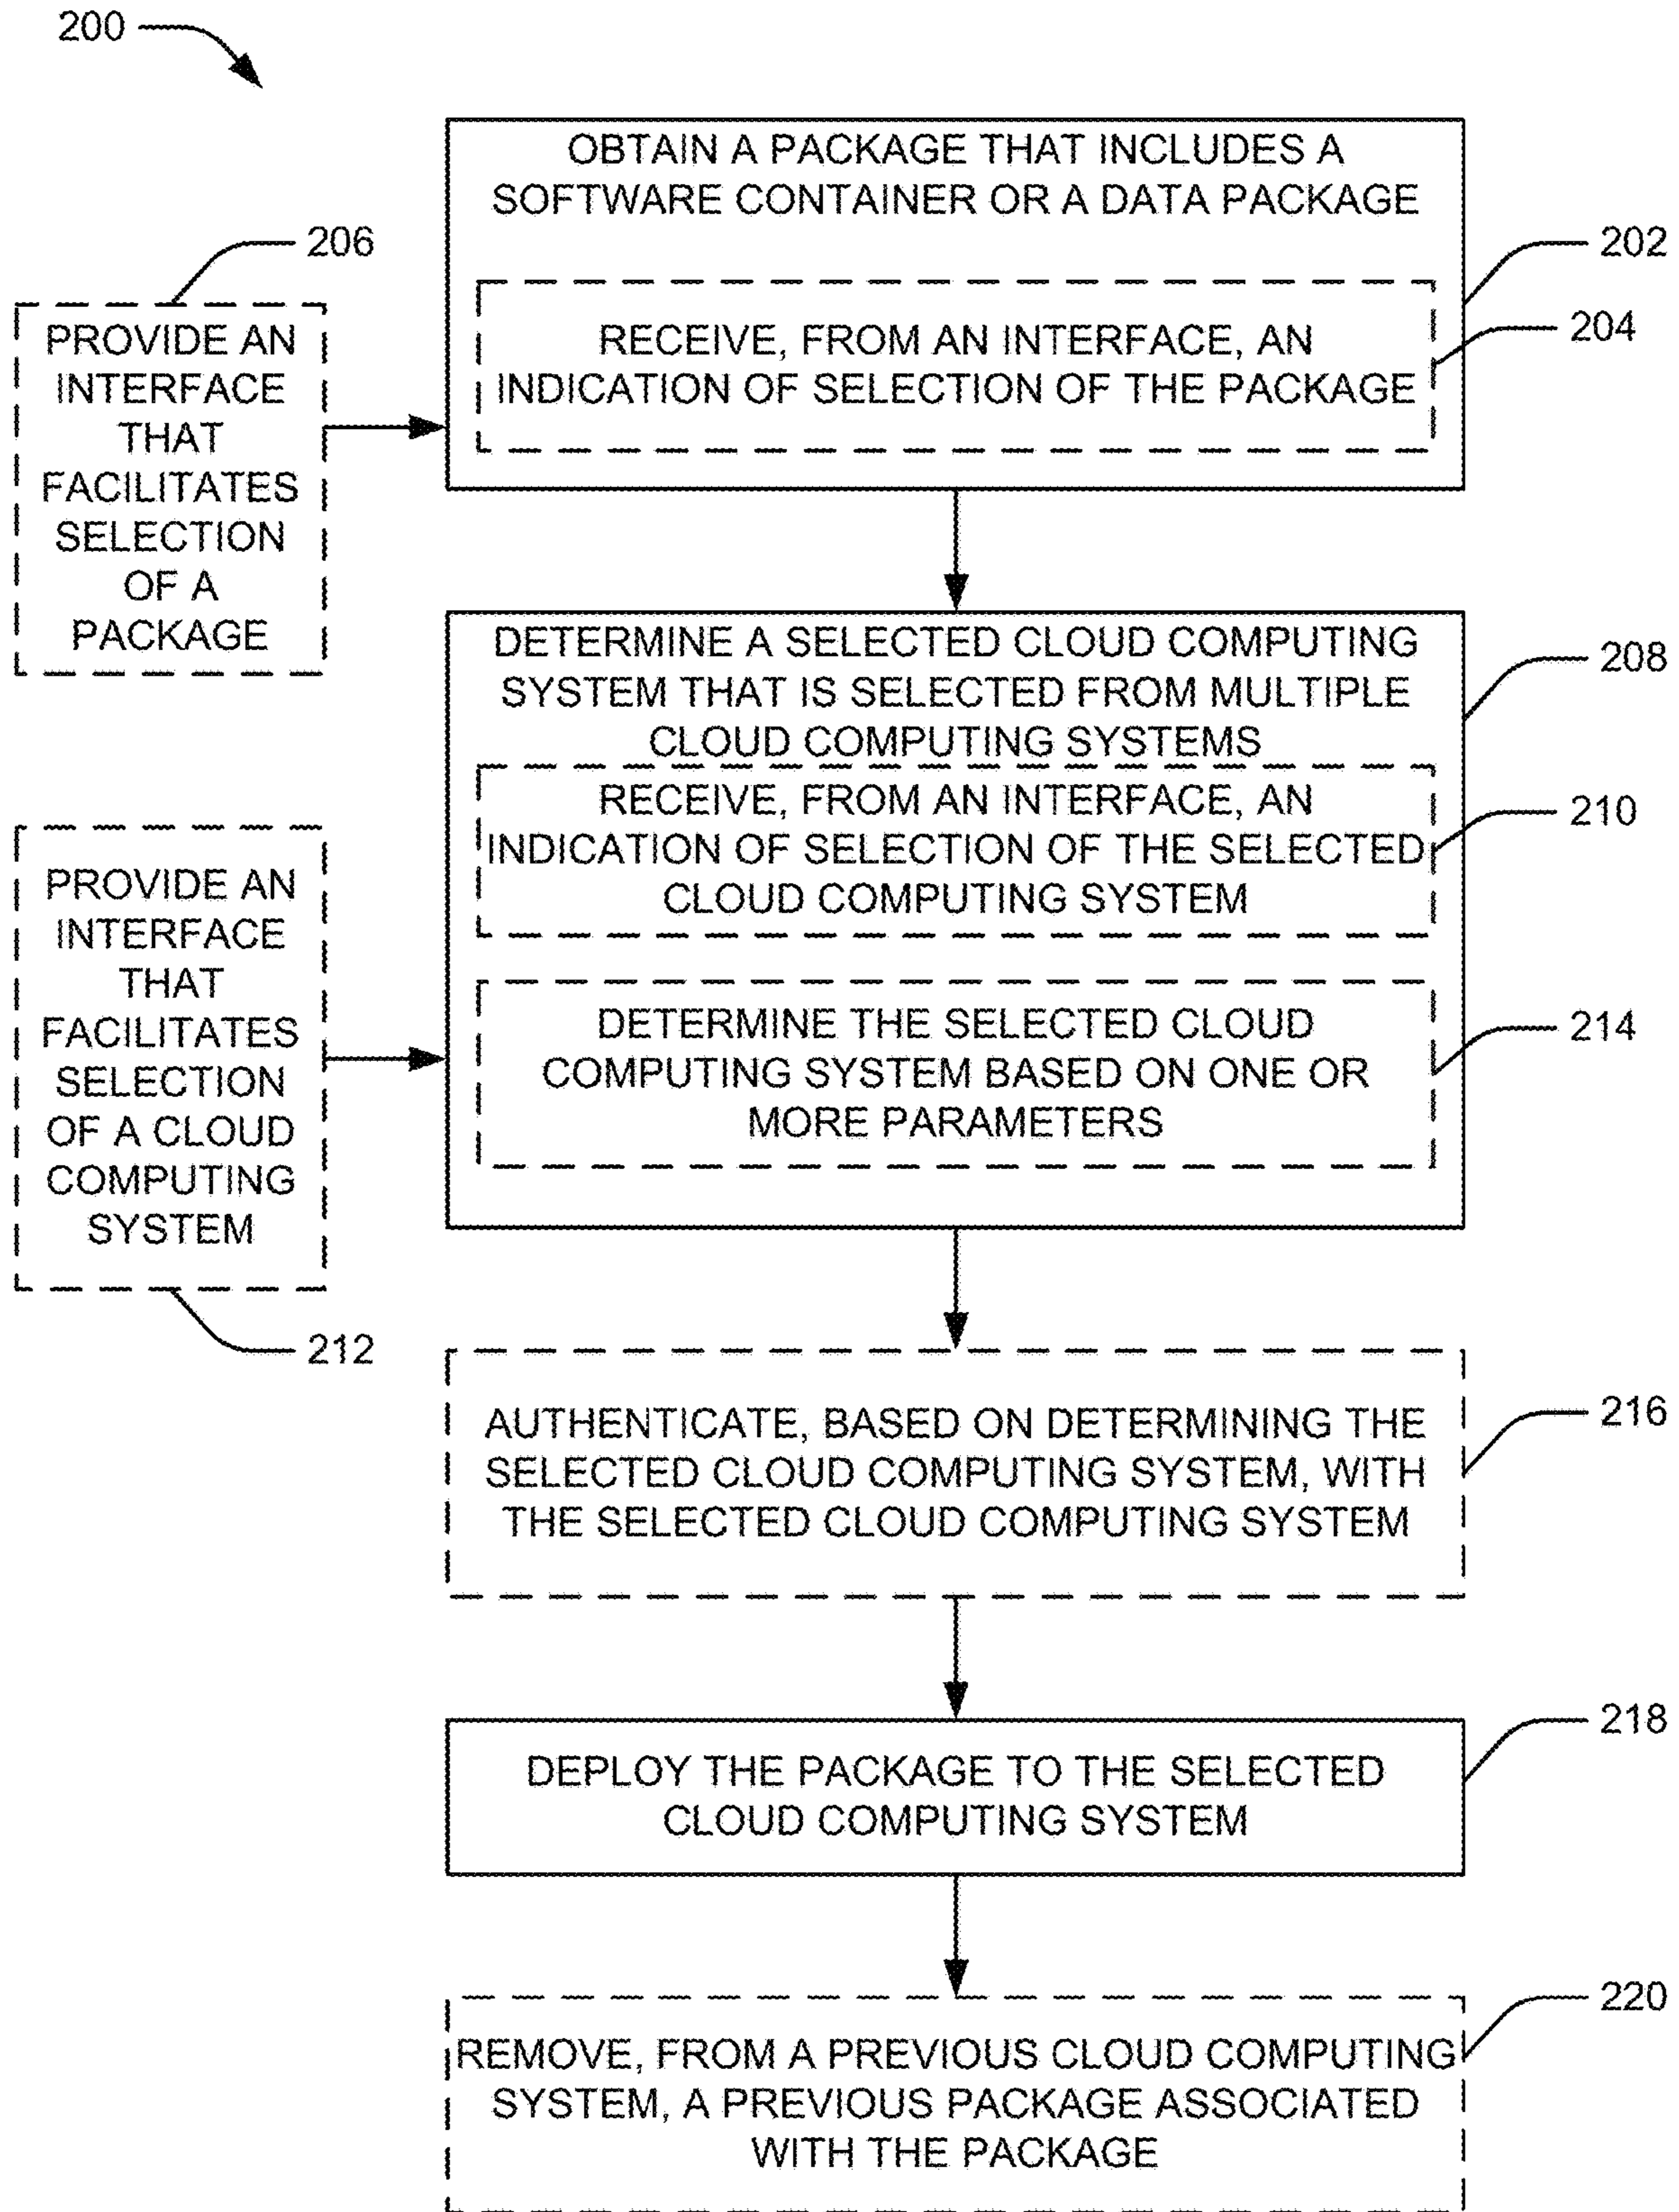 200
OBTAIN A PACKAGE THAT INCLUDES A
SOFTWARE CONTAINER OR A DATA PACKAGE
202
RECEIVE, FROM AN INTERFACE, AN
INDICATION OF SELECTION OF THE PACKAGE
204
206
PROVIDE AN
INTERFACE
THAT
FACILITATES
SELECTION
OF A
PACKAGE
DETERMINE A SELECTED CLOUD COMPUTING
SYSTEM THAT IS SELECTED FROM MULTIPLE
CLOUD COMPUTING SYSTEMS
208
RECEIVE, FROM AN INTERFACE, AN
INDICATION OF SELECTION OF THE SELECTED
CLOUD COMPUTING SYSTEM
210
PROVIDE AN
INTERFACE
THAT
FACILITATES
SELECTION
OF A CLOUD
COMPUTING
SYSTEM
212
DETERMINE THE SELECTED CLOUD
COMPUTING SYSTEM BASED ON ONE OR
MORE PARAMETERS
214
AUTHENTICATE, BASED ON DETERMINING THE
SELECTED CLOUD COMPUTING SYSTEM, WITH
THE SELECTED CLOUD COMPUTING SYSTEM
216
DEPLOY THE PACKAGE TO THE SELECTED
CLOUD COMPUTING SYSTEM
218
REMOVE, FROM A PREVIOUS CLOUD COMPUTING
SYSTEM, A PREVIOUS PACKAGE ASSOCIATED
WITH THE PACKAGE
220